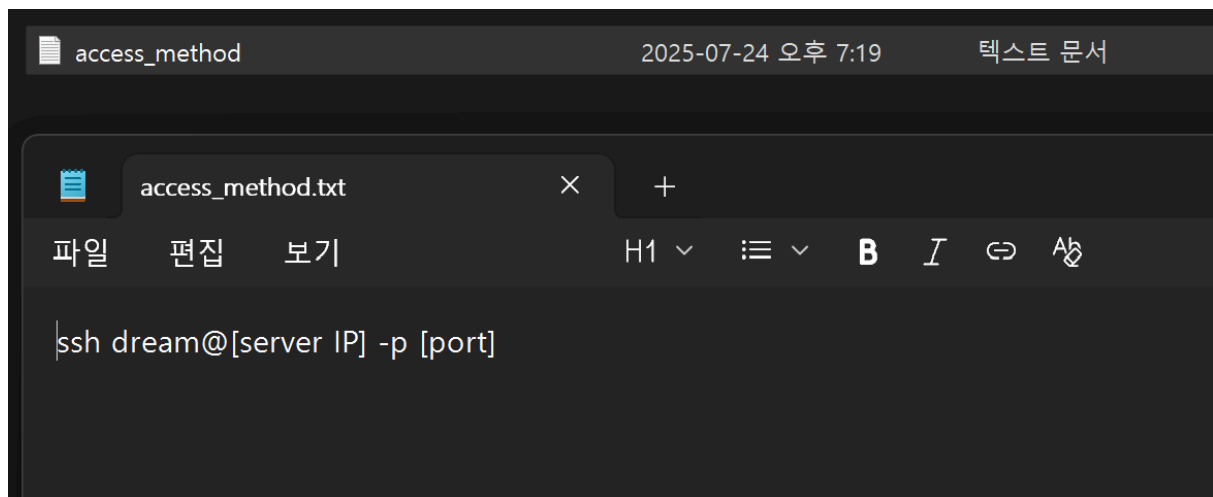 access_method 2025-07-24 오후 7:19 텍스트 문서
access_method.txt
파일 편집 보기 H1 B I
ssh dream@[server IP] -p [port]